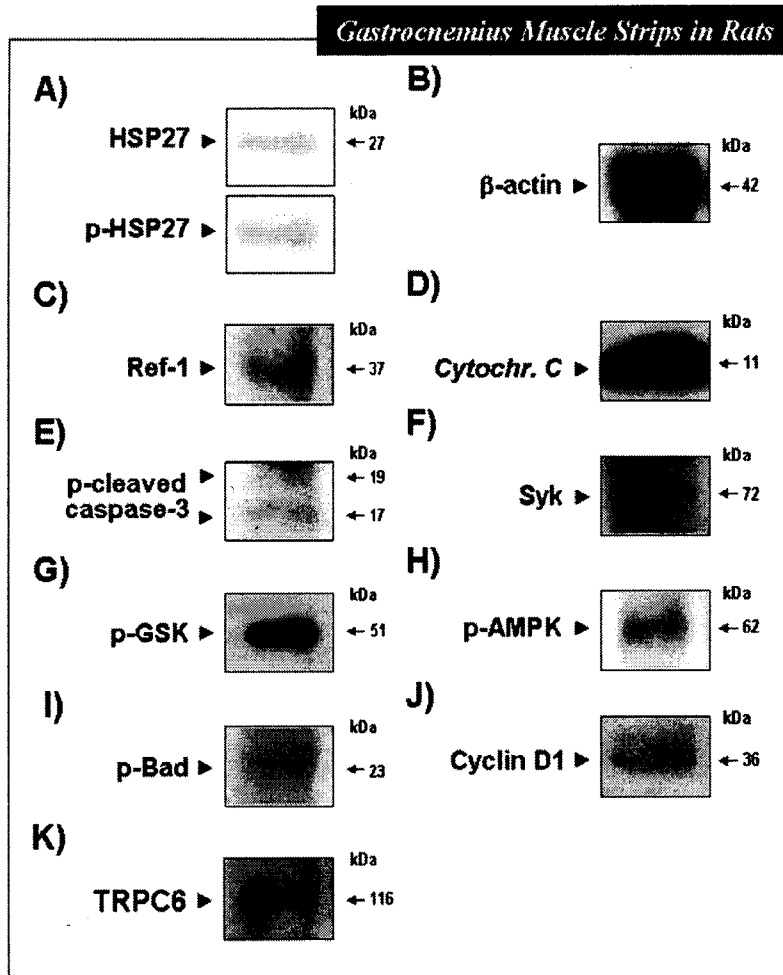 Gastrocnemius Muscle Strips in Rats
A)
kDa
HSP27 ► ←27
p-HSP27 ►
B)
kDa
β-actin ► ←42
C)
kDa
Ref-1 ► ←37
D)
kDa
Cytochr. C ► ←11
E)
kDa
p-cleaved ► ←19
caspase-3 ► ←17
F)
kDa
Syk ► ←72
G)
kDa
p-GSK ► ←51
H)
kDa
p-AMPK ► ←62
I)
kDa
p-Bad ► ←23
J)
kDa
Cyclin D1 ► ←36
K)
kDa
TRPC6 ► ←116